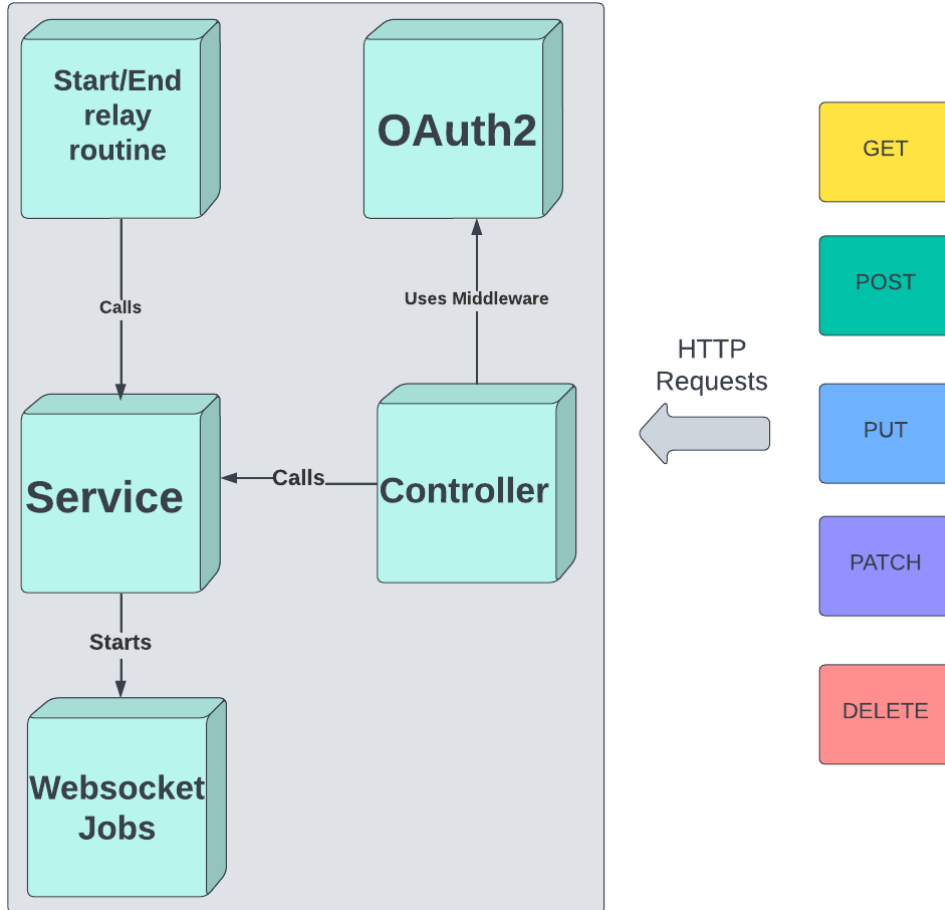 Start/End
relay
routine
OAuth2
GET
POST
Calls
Uses Middleware
HTTP
Requests
PUT
Service
Calls
Controller
PATCH
Starts
DELETE
Websocket
Jobs